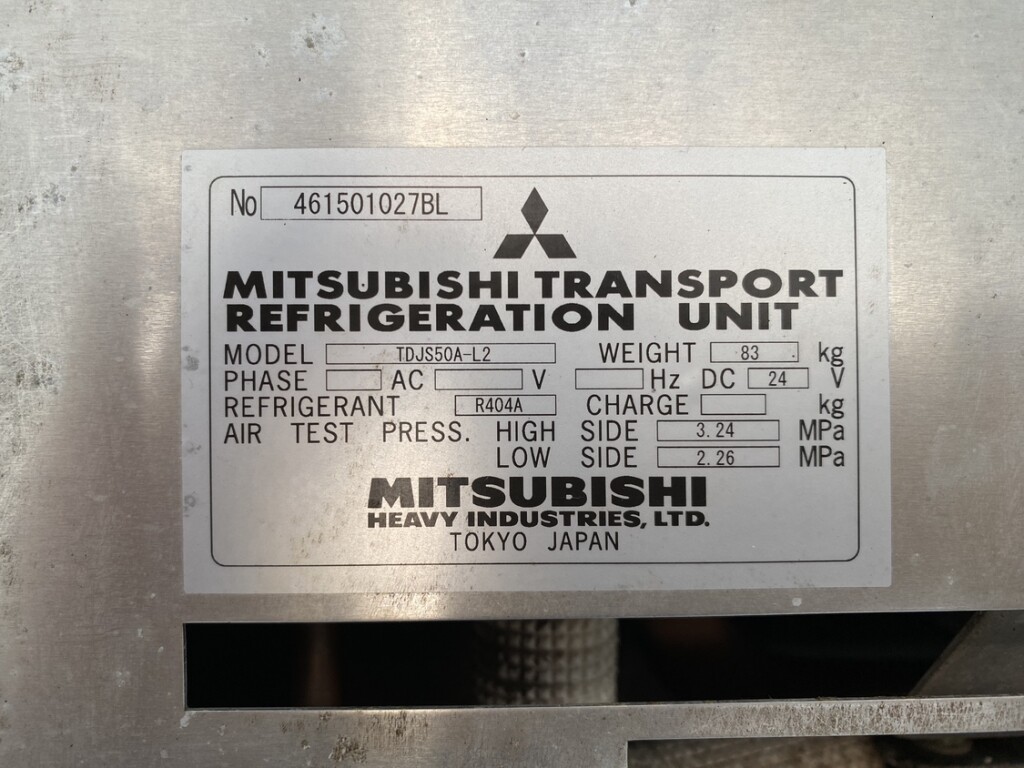 No 461501027BL
MITSUBISHI TRANSPORT
REFRIGERATION UNIT
MODEL TDJS50A-L2 WEIGHT 83 kg
PHASE AC V Hz DC 24 V
REFRIGERANT R404A CHARGE kg
AIR TEST PRESS. HIGH SIDE 3.24 MPa
LOW SIDE 2.26 MPa
MITSUBISHI
HEAVY INDUSTRIES, LTD.
TOKYO JAPAN